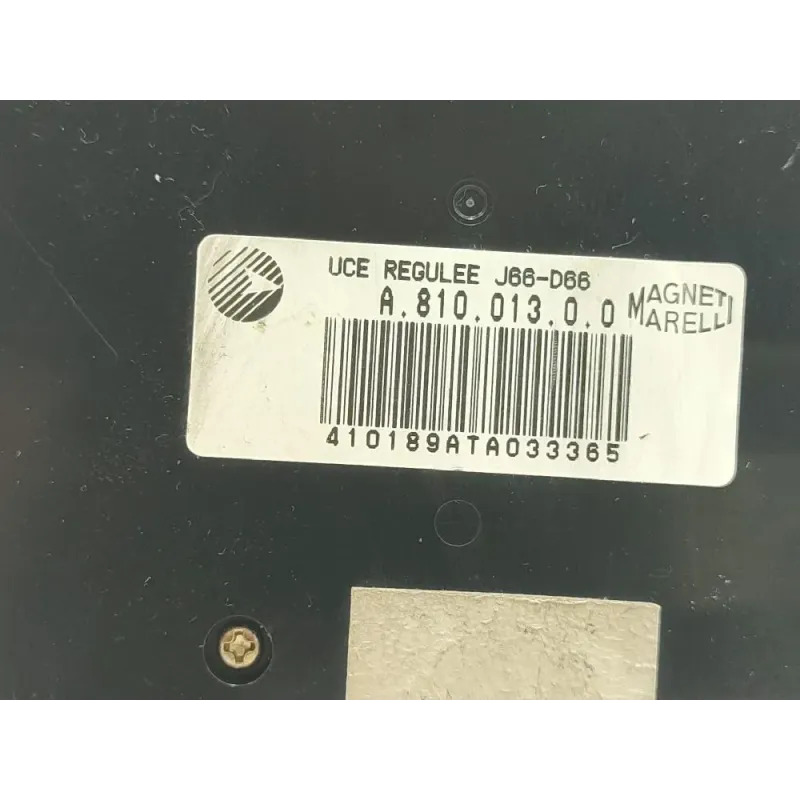 UCE REGULEE J66-D66
A.810.013.0.0
MAGNETI
MARELLI
410189ATA033365